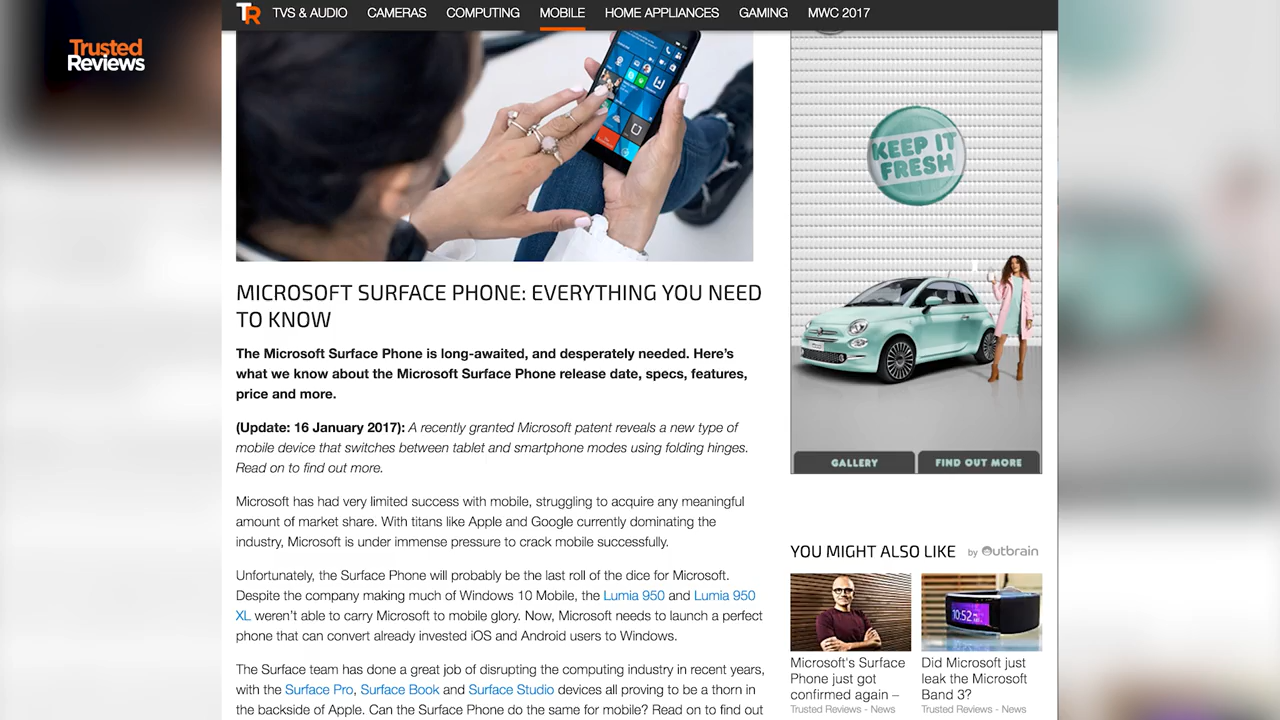 Trusted
Reviews
TR
TVS & AUDIO CAMERAS COMPUTING MOBILE HOME APPLIANCES GAMING MWC 2017
MICROSOFT SURFACE PHONE: EVERYTHING YOU NEED
TO KNOW
The Microsoft Surface Phone is long-awaited, and desperately needed. Here's
what we know about the Microsoft Surface Phone release date, specs, features,
price and more.
(Update: 16 January 2017): A recently granted Microsoft patent reveals a new type of
mobile device that switches between tablet and smartphone modes using folding hinges.
Read on to find out more.
Microsoft has had very limited success with mobile, struggling to acquire any meaningful
amount of market share. With titans like Apple and Google currently dominating the
industry, Microsoft is under immense pressure to crack mobile successfully.
Unfortunately, the Surface Phone will probably be the last roll of the dice for Microsoft.
Despite the company making much of Windows 10 Mobile, the Lumia 950 and Lumia 950
XL weren't able to carry Microsoft to mobile glory. Now, Microsoft needs to launch a perfect
phone that can convert already invested iOS and Android users to Windows.
The Surface team has done a great job of disrupting the computing industry in recent years,
with the Surface Pro, Surface Book and Surface Studio devices all proving to be a thorn in
the backside of Apple. Can the Surface Phone do the same for mobile? Read on to find out
KEEP IT
FRESH
GALLERY FIND OUT MORE
YOU MIGHT ALSO LIKE by Outbrain
10:52
Microsoft's Surface
Phone just got
confirmed again –
Trusted Reviews - News
Did Microsoft just
leak the Microsoft
Band 3?
Trusted Reviews - News